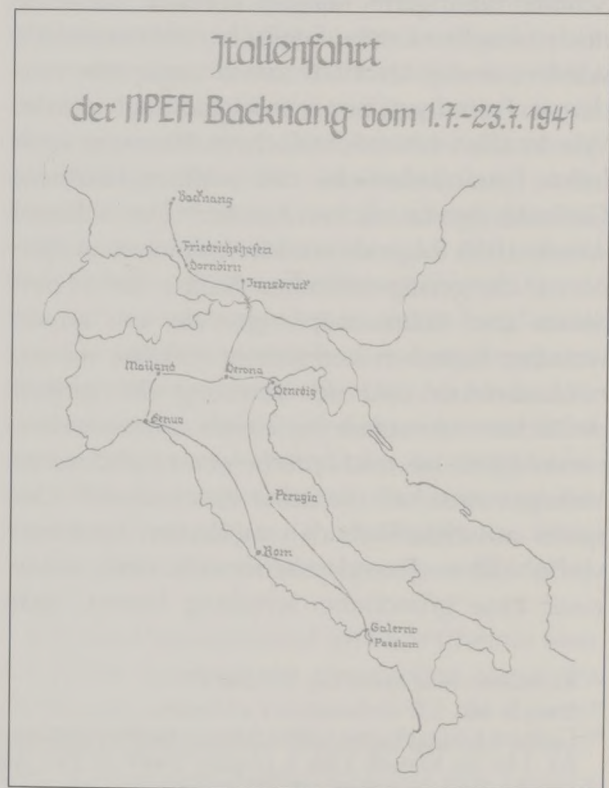 Italienfahrt
der NPEA Backnang vom 1.7.-23.7.1941
Backnang
Friedrichshafen
Dornbirn
Innsbruck
Mailand
Verona
Venedig
Genua
Perugia
Rom
Salerno
Paestum